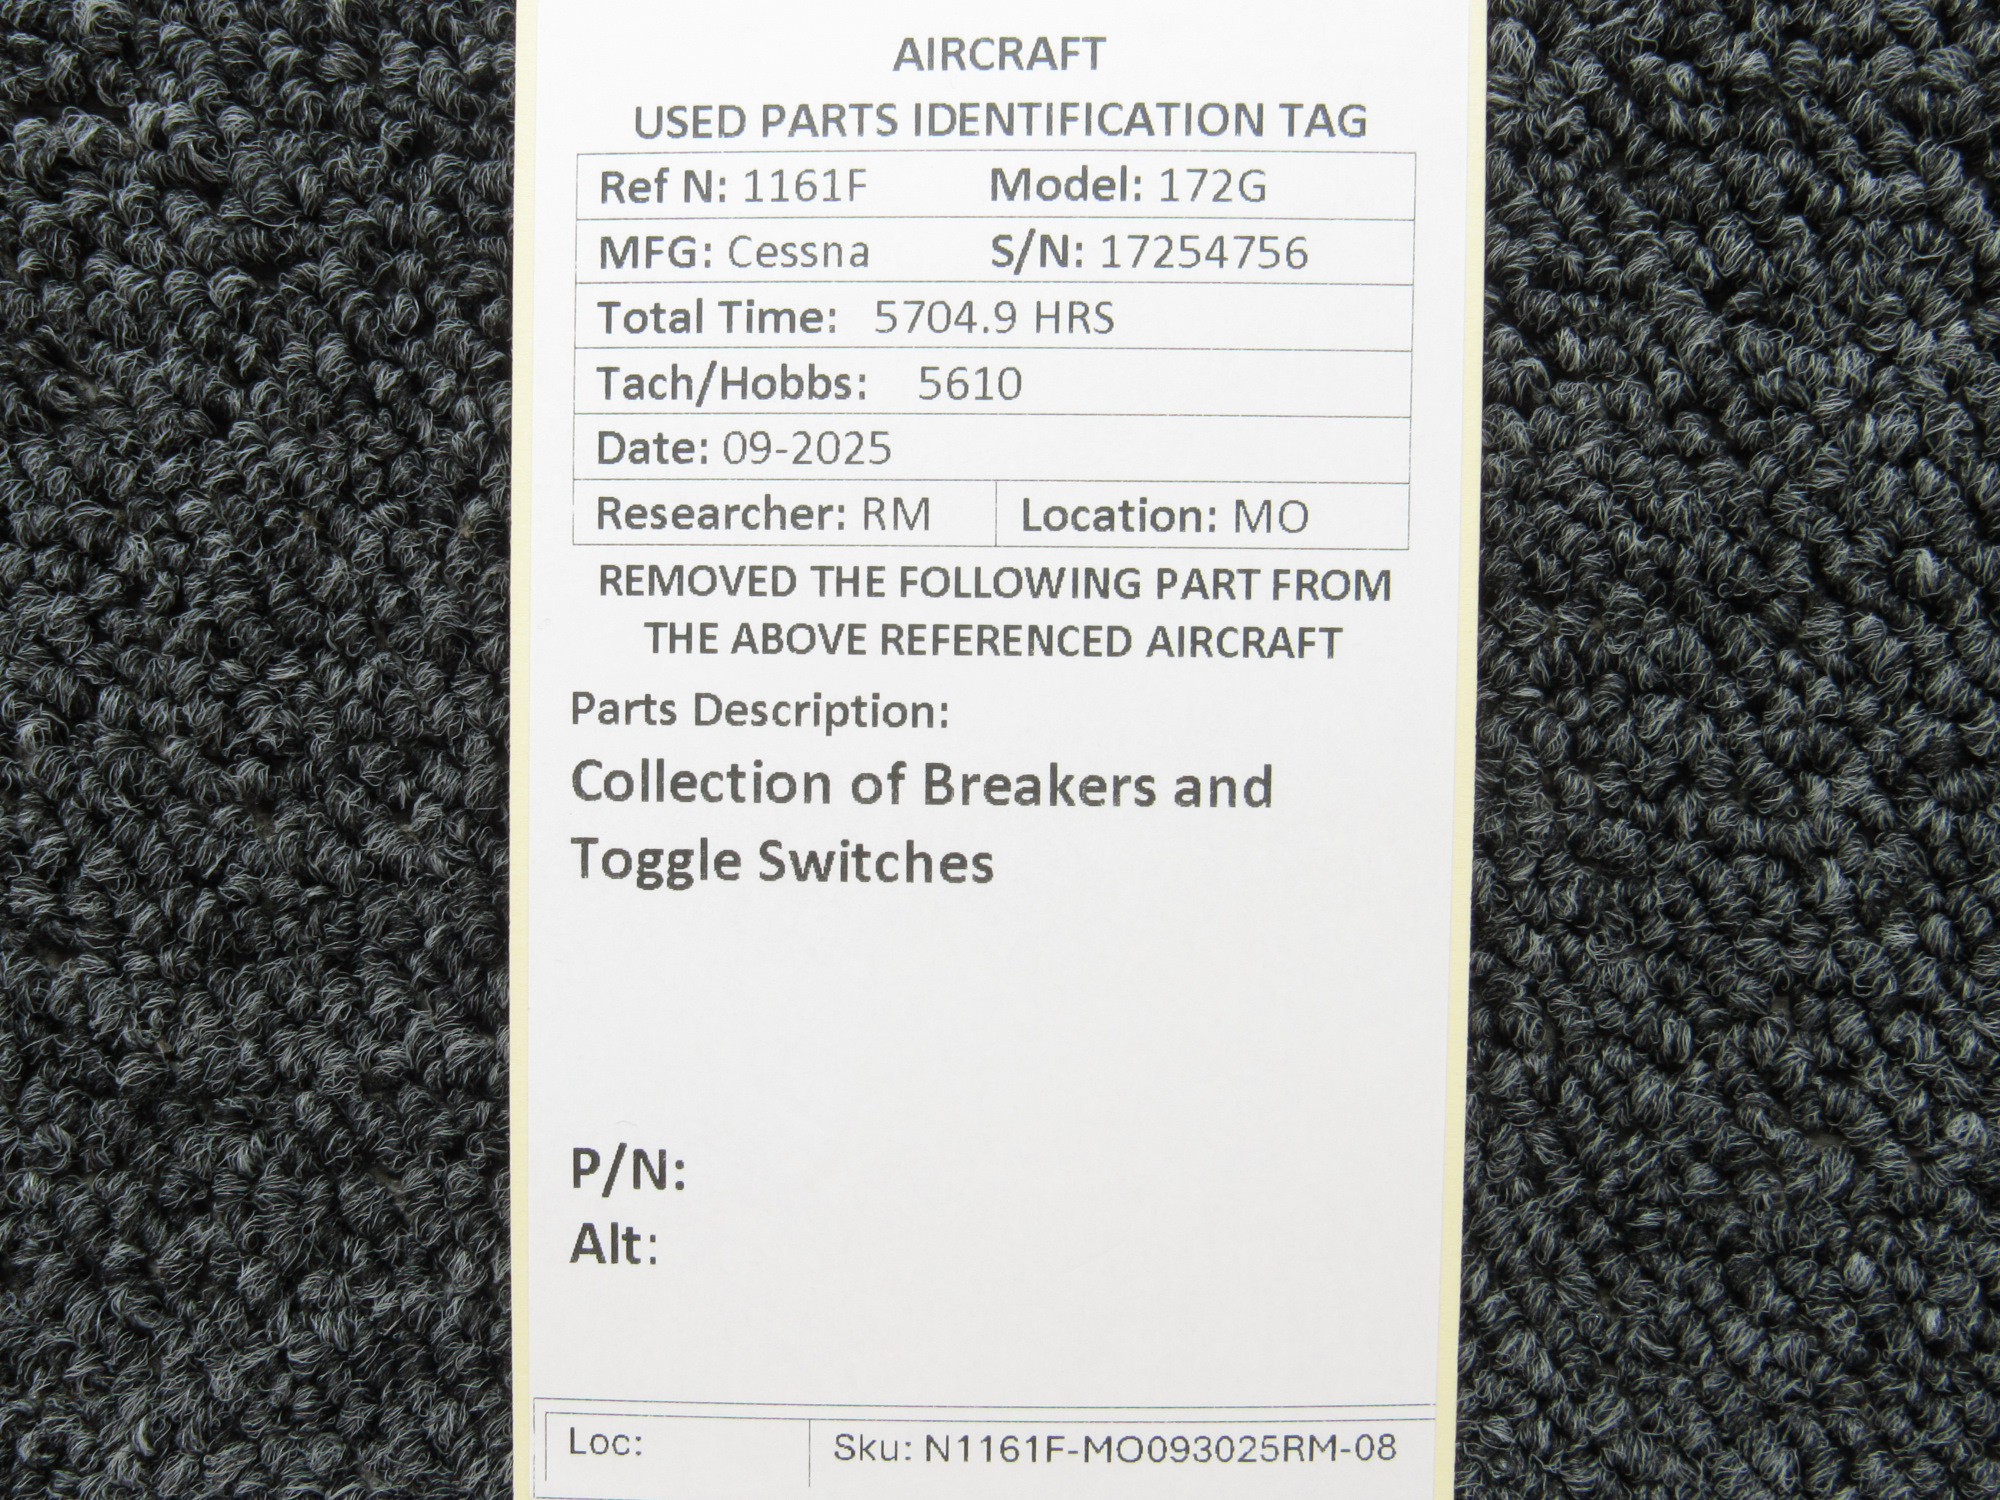 AIRCRAFT
USED PARTS IDENTIFICATION TAG
Ref N: 1161F Model: 172G
MFG: Cessna S/N: 17254756
Total Time: 5704.9 HRS
Tach/Hobbs: 5610
Date: 09-2025
Researcher: RM Location: MO
REMOVED THE FOLLOWING PART FROM
THE ABOVE REFERENCED AIRCRAFT
Parts Description:
Collection of Breakers and
Toggle Switches
P/N:
Alt:
Loc: Sku: N1161F-MO093025RM-08